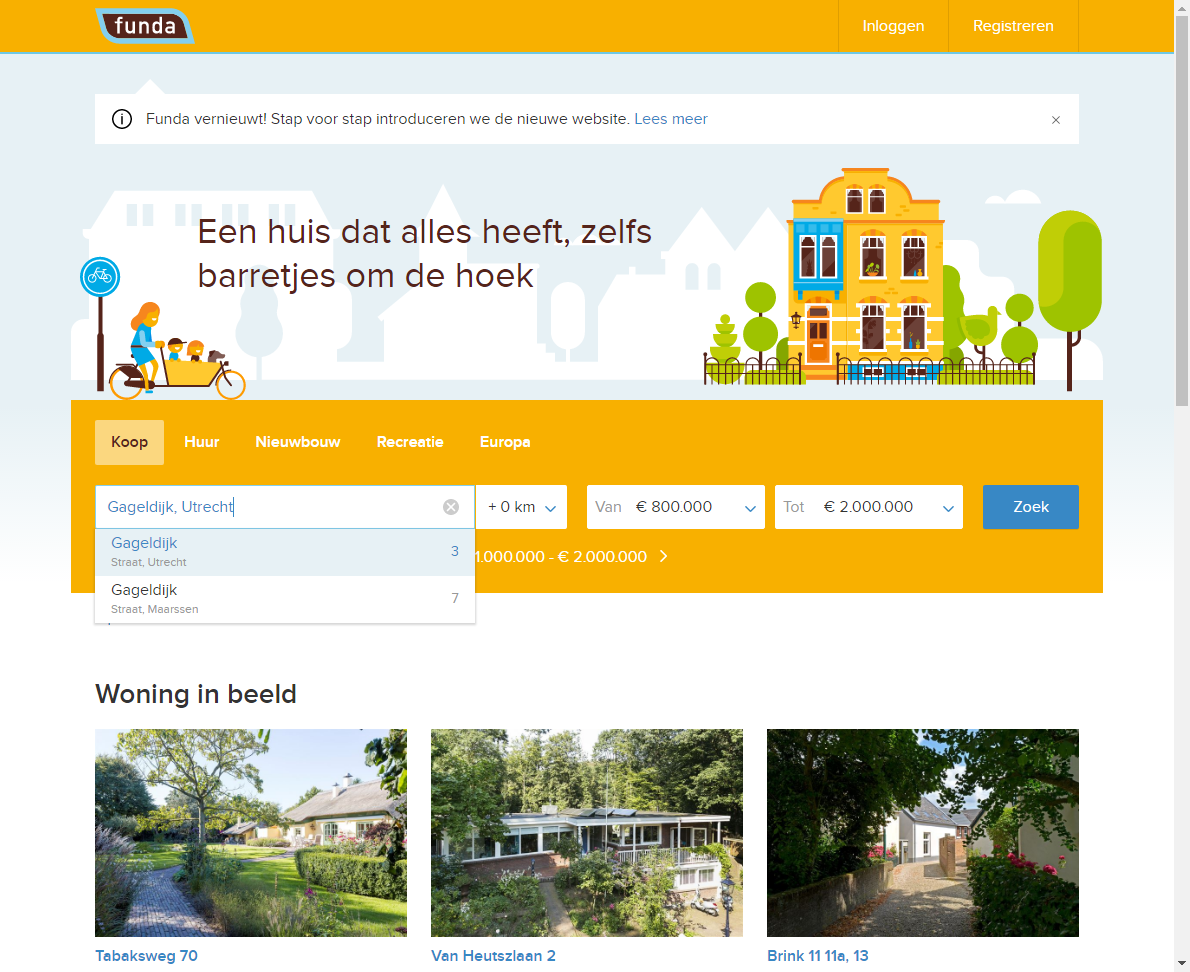 funda
Inloggen
Registreren
Funda vernieuwt! Stap voor stap introduceren we de nieuwe website. Lees meer
Een huis dat alles heeft, zelfs
barretjes om de hoek
Koop
Huur
Nieuwbouw
Recreatie
Europa
Gageldijk, Utrecht
+ 0 km
Van € 800.000
Tot € 2.000.000
Zoek
Gageldijk
3
Straat, Utrecht
1.000.000 - € 2.000.000
Gageldijk
7
Straat, Maarssen
Woning in beeld
Tabaksweg 70
Van Heutszlaan 2
Brink 11 11a, 13